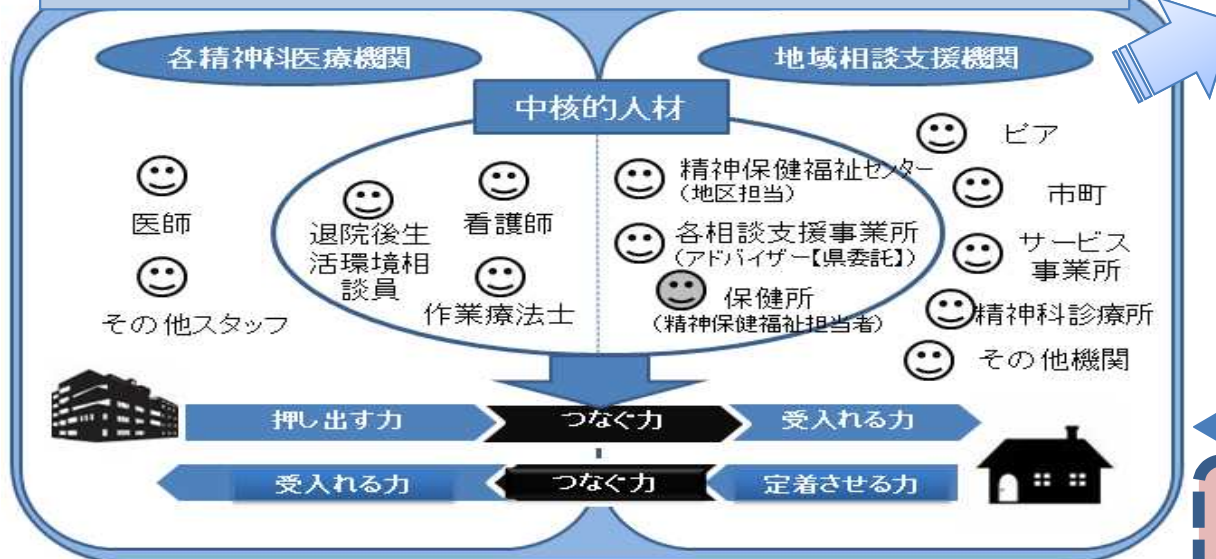 各精神科医療機関
地域相談支援機関
中核的人材
医師
その他スタッフ
退院後生
活環境相
談員
看護師
作業療法士
精神保健福祉センター
(地区担当)
各相談支援事業所
(アドバイザー【県委託】)
保健所
(精神保健福祉担当者)
ピア
市町
サービス
事業所
精神科診療所
その他機関
押し出す力
つなぐ力
受入れる力
受入れる力
つなぐ力
定着させる力